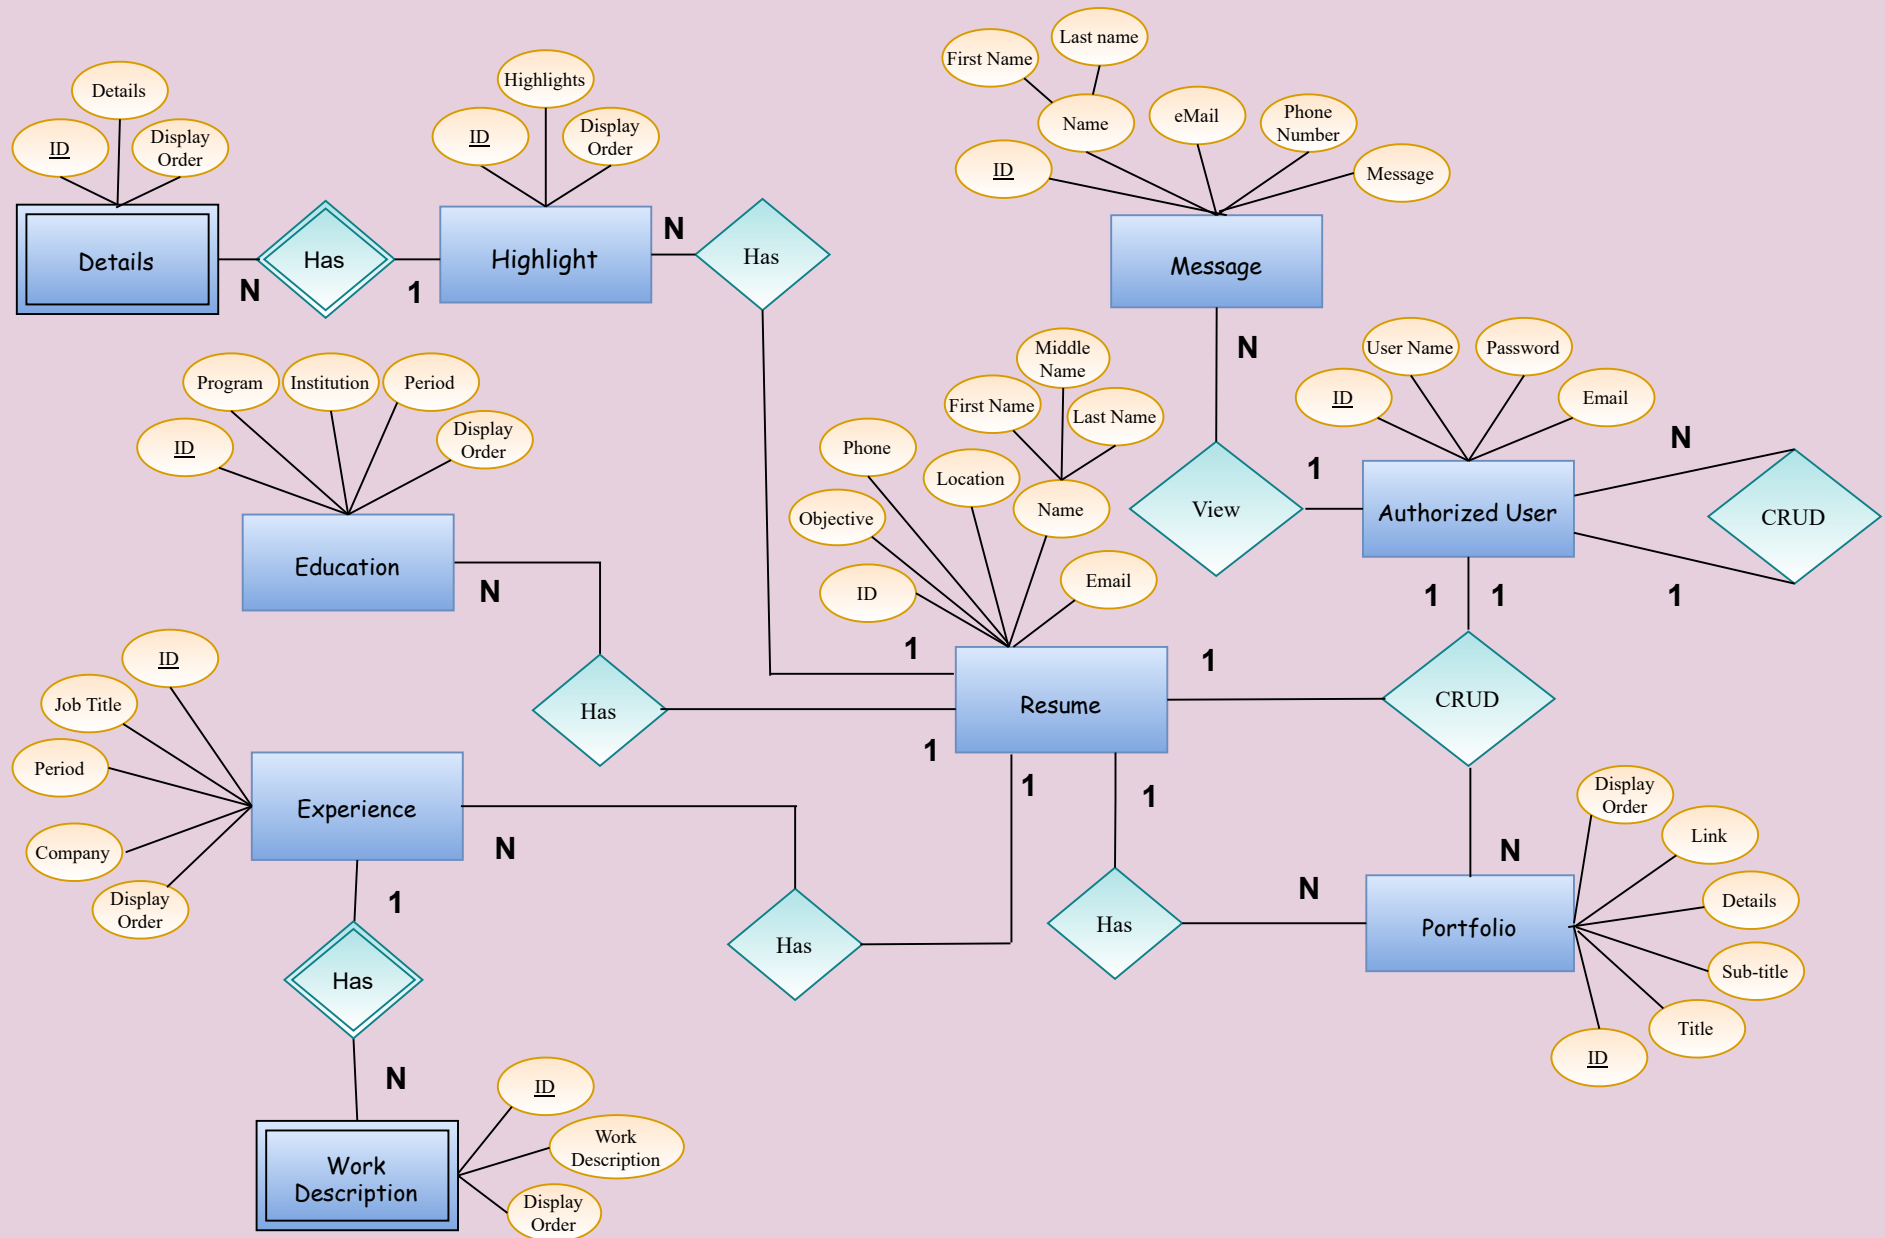 First Name
Last name
Name
eMail
Phone
Number
ID
Message
Message
Details
ID
Display
Order
Details
N
Has
1
Highlights
ID
Display
Order
Highlight
N
Has
N
View
1
User Name
Password
ID
Email
Authorized User
N
CRUD
1
1
1
Program
Institution
Period
ID
Display
Order
Education
N
Has
Middle
Name
First Name
Last Name
Phone
Location
Name
Objective
ID
Email
1
Resume
1
CRUD
1
1
1
ID
Job Title
Period
Company
Display
Order
Experience
N
Has
1
Has
N
Has
N
N
Portfolio
Display
Order
Link
Details
Sub-title
Title
ID
Work
Description
ID
Work
Description
Display
Order